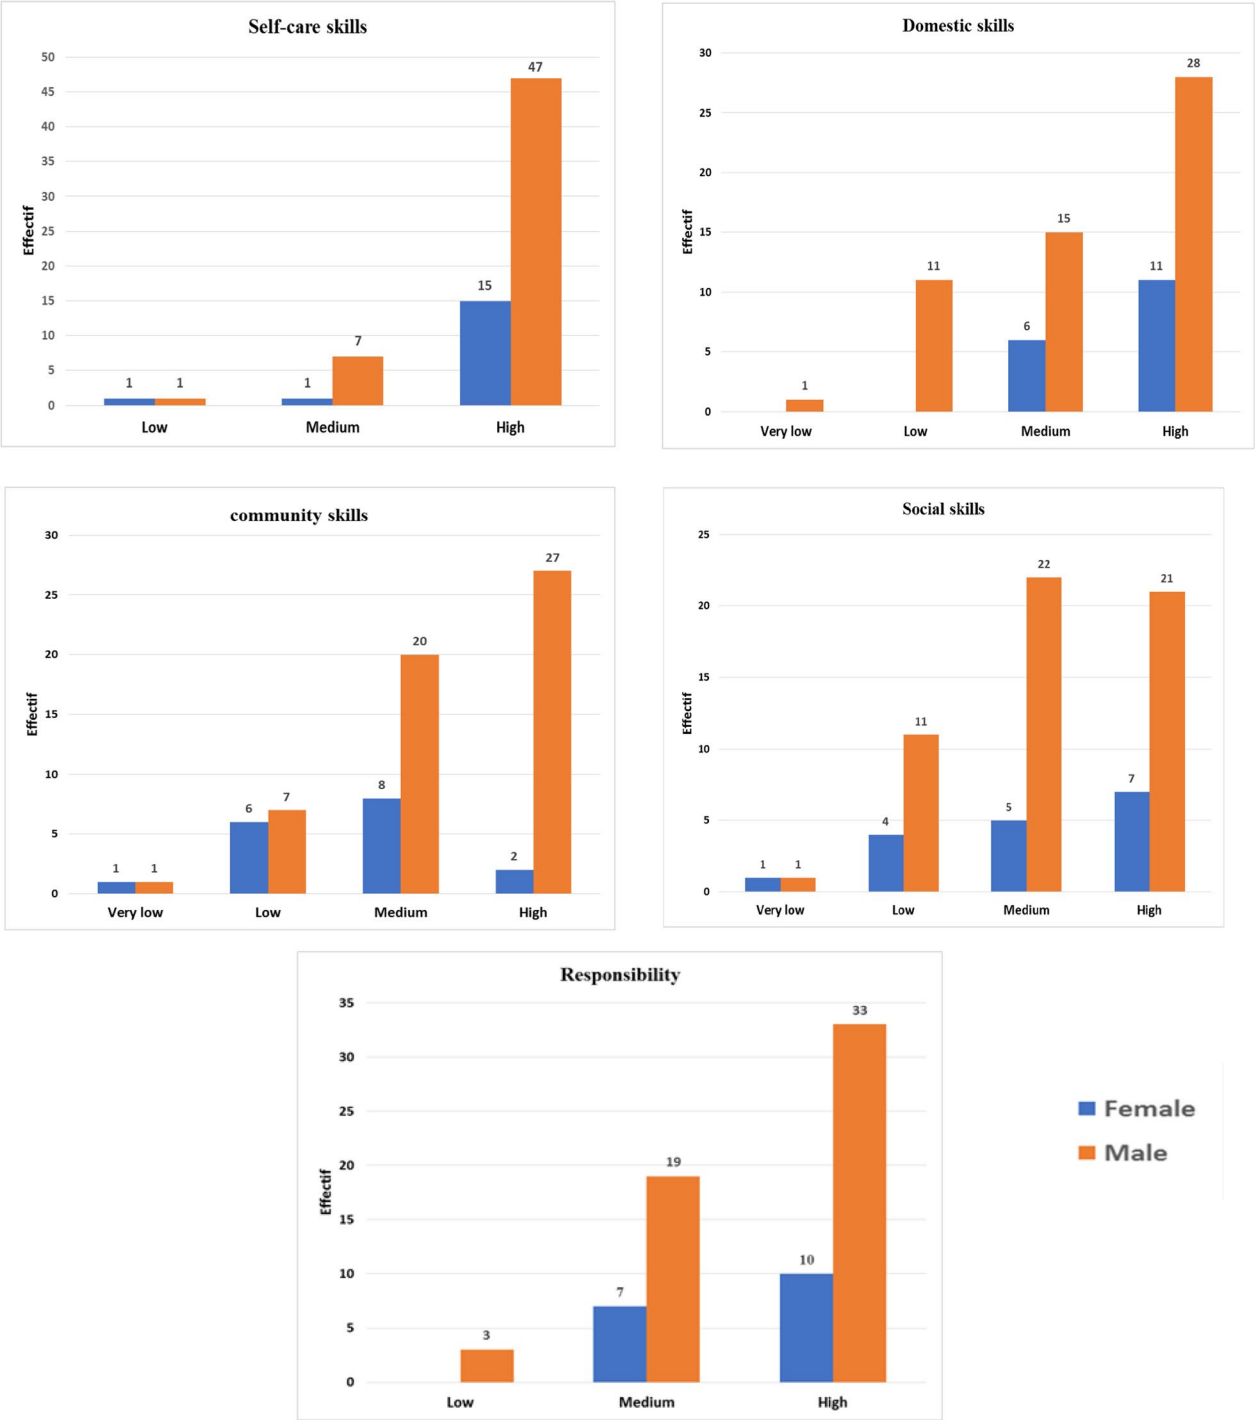 Self-care skills
50
45
40
35
30
25
20
15
10
5
0
Effectif
1
1
1
7
15
47
Low
Medium
High
Domestic skills
30
25
20
15
10
5
0
Effectif
1
11
6
15
11
28
Very low
Low
Medium
High
community skills
30
25
20
15
10
5
0
Effectif
1
1
6
7
8
20
2
27
Very low
Low
Medium
High
Social skills
25
20
15
10
5
0
Effectif
1
1
4
11
5
22
7
21
Very low
Low
Medium
High
Responsibility
35
30
25
20
15
10
5
0
Effectif
3
7
19
10
33
Low
Medium
High
Female
Male